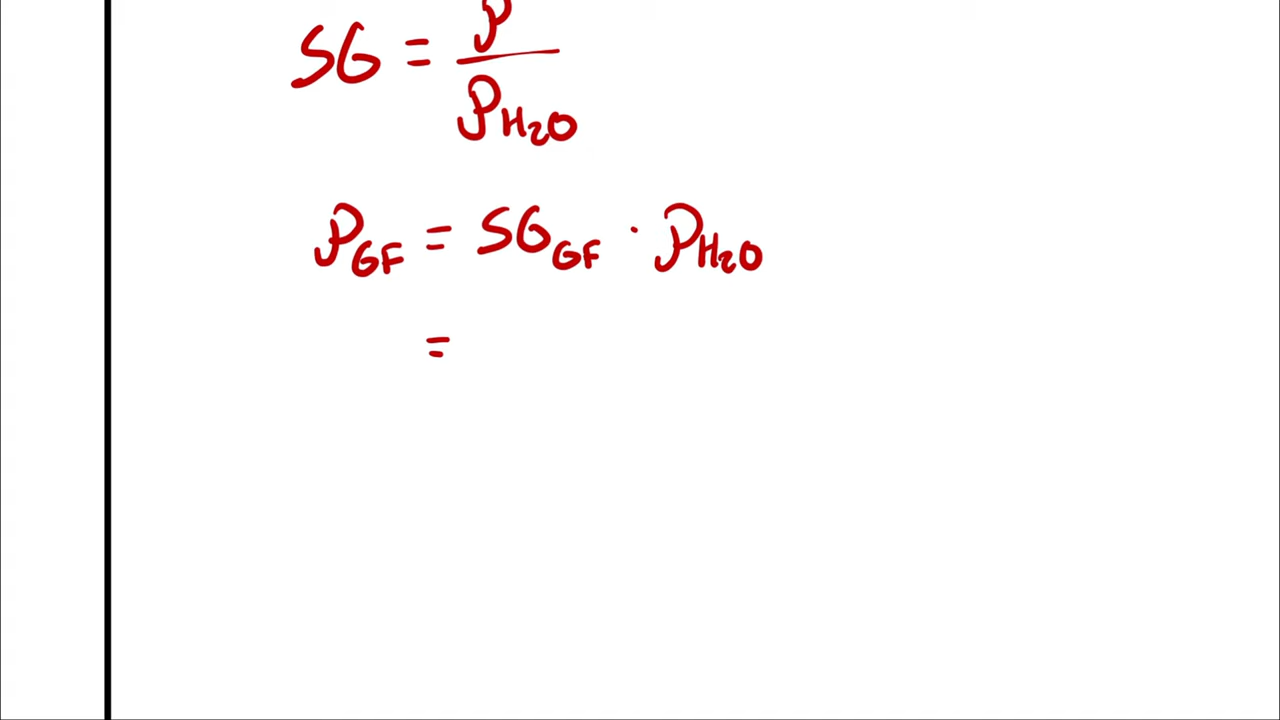 SG = ρ / ρH₂O
ρGF = SGGF · ρH₂O
=